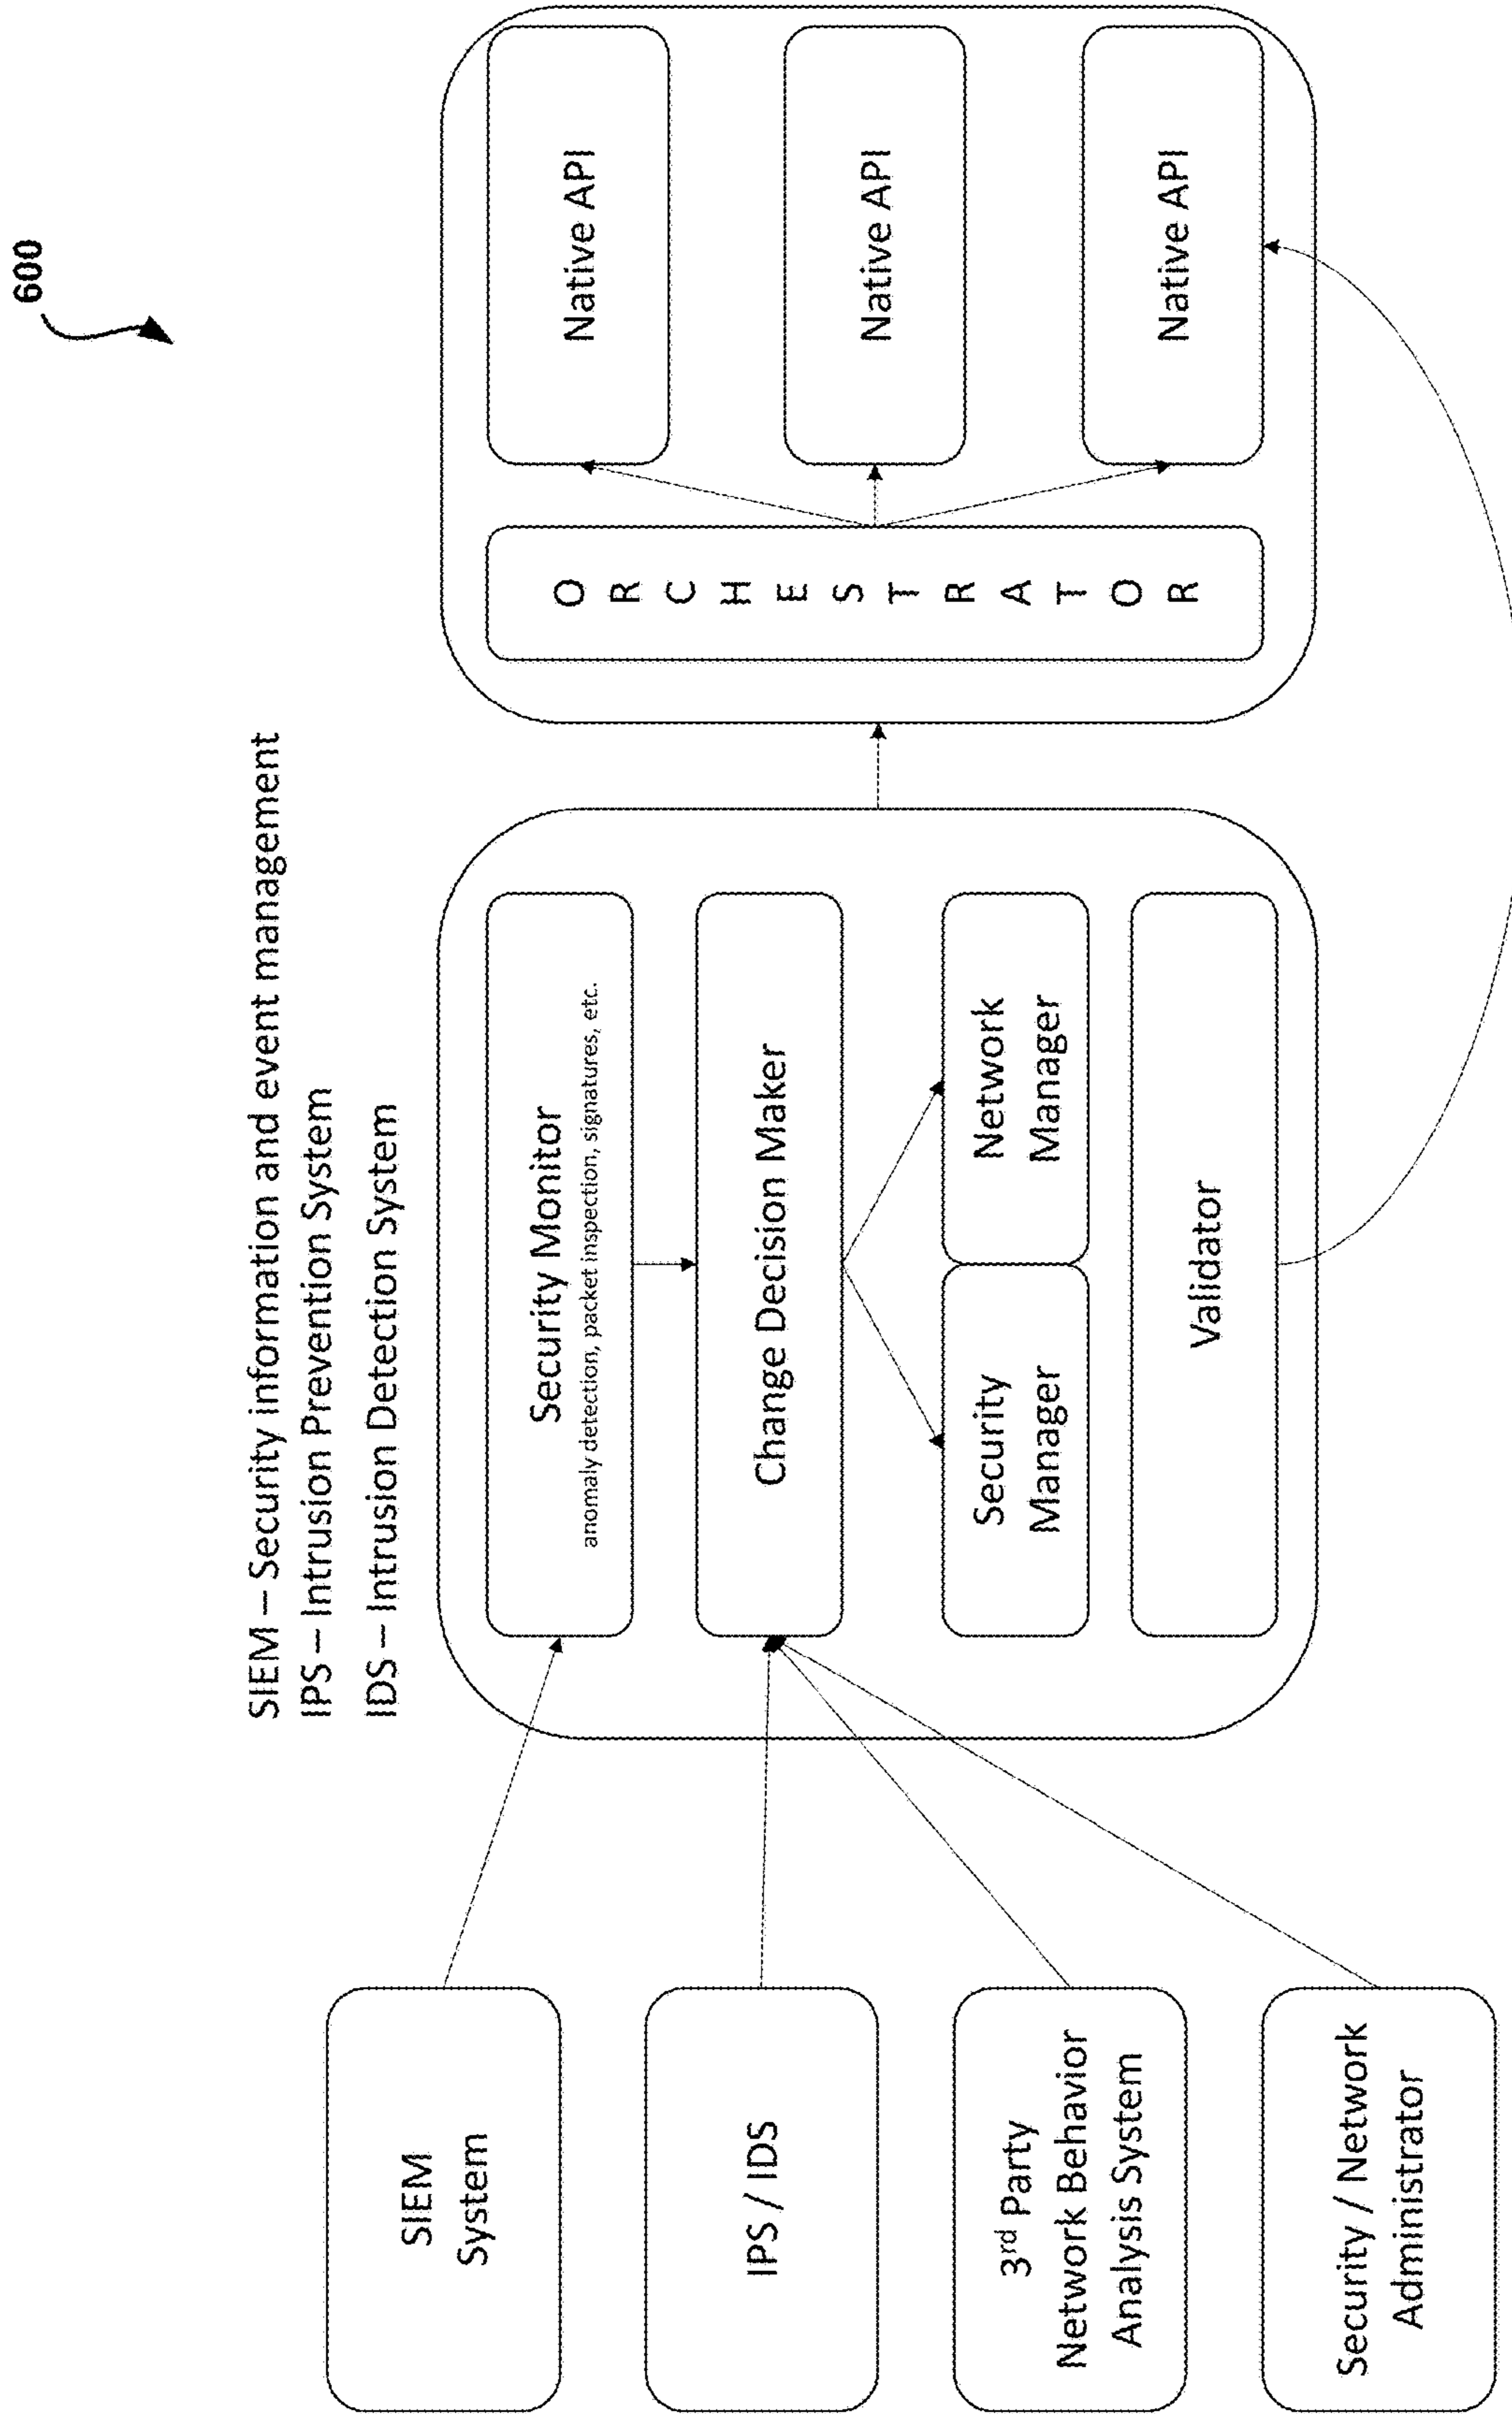 600
SIEM – Security information and event management
IPS – Intrusion Prevention System
IDS – Intrusion Detection System
SIEM
System
IPS / IDS
3rd Party
Network Behavior
Analysis System
Security / Network
Administrator
Security Monitor
anomaly detection, packet inspection, signatures, etc.
Change Decision Maker
Security
Manager
Network
Manager
Validator
O
R
C
H
E
S
T
R
A
T
O
R
Native API
Native API
Native API